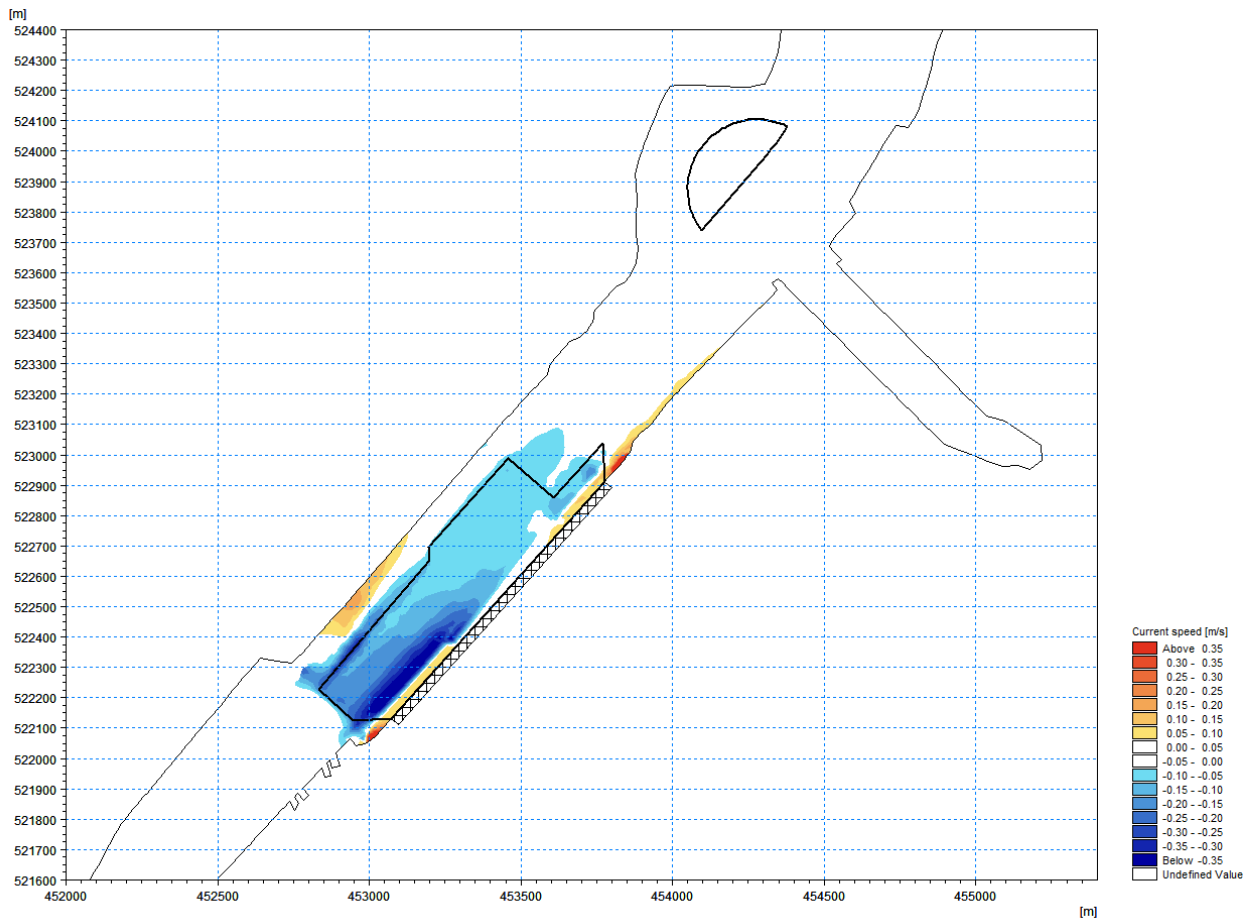 [m]
524400
524300
524200
524100
524000
523900
523800
523700
523600
523500
523400
523300
523200
523100
523000
522900
522800
522700
522600
522500
522400
522300
522200
522100
522000
521900
521800
521700
521600
452000 452500 453000 453500 454000 454500 455000
[m]
Current speed [m/s]
Above 0.35
0.30 - 0.35
0.25 - 0.30
0.20 - 0.25
0.15 - 0.20
0.10 - 0.15
0.05 - 0.10
0.00 - 0.05
-0.05 - 0.00
-0.10 - -0.05
-0.15 - -0.10
-0.20 - -0.15
-0.25 - -0.20
-0.30 - -0.25
-0.35 - -0.30
Below -0.35
Undefined Value